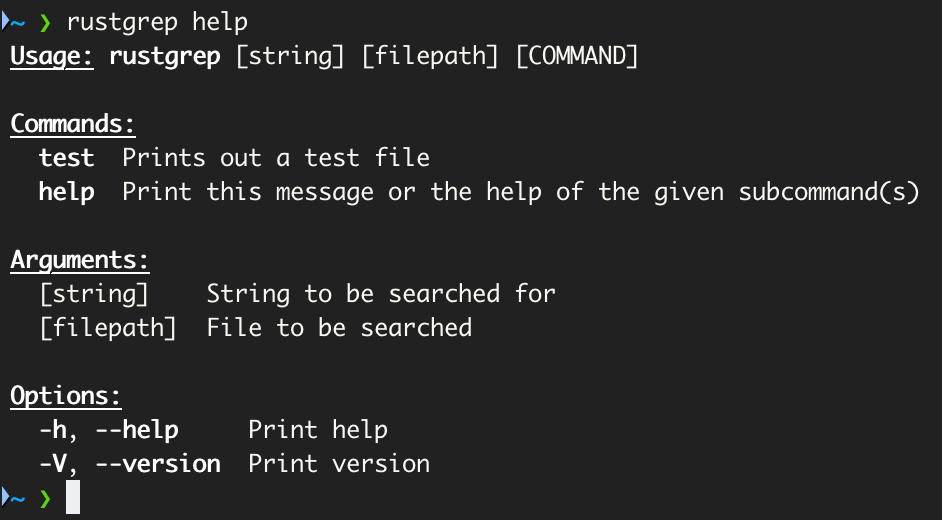 ~ ❯ rustgrep help
Usage: rustgrep [string] [filepath] [COMMAND]
Commands:
test  Prints out a test file
help  Print this message or the help of the given subcommand(s)
Arguments:
[string]    String to be searched for
[filepath]  File to be searched
Options:
-h, --help     Print help
-V, --version  Print version
~ ❯